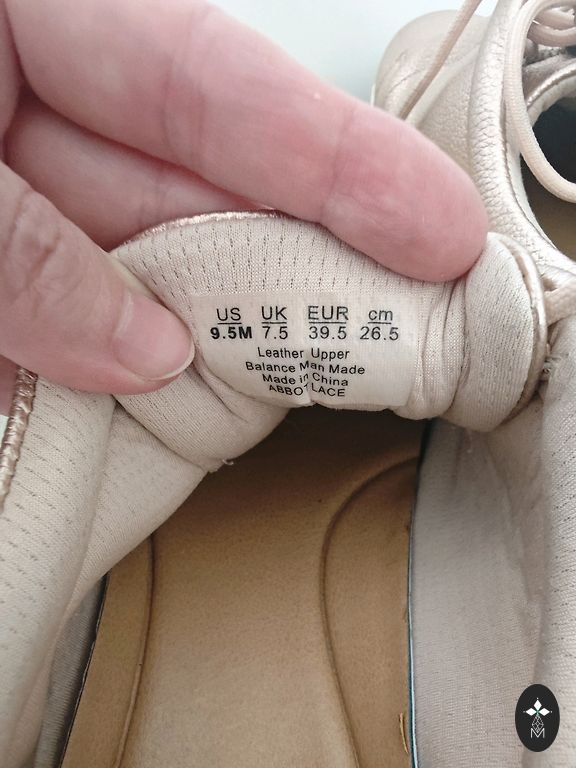 US UK EUR cm
9.5M 7.5 39.5 26.5
Leather Upper
Balance Man Made
Made in China
ABBOT LACE
M